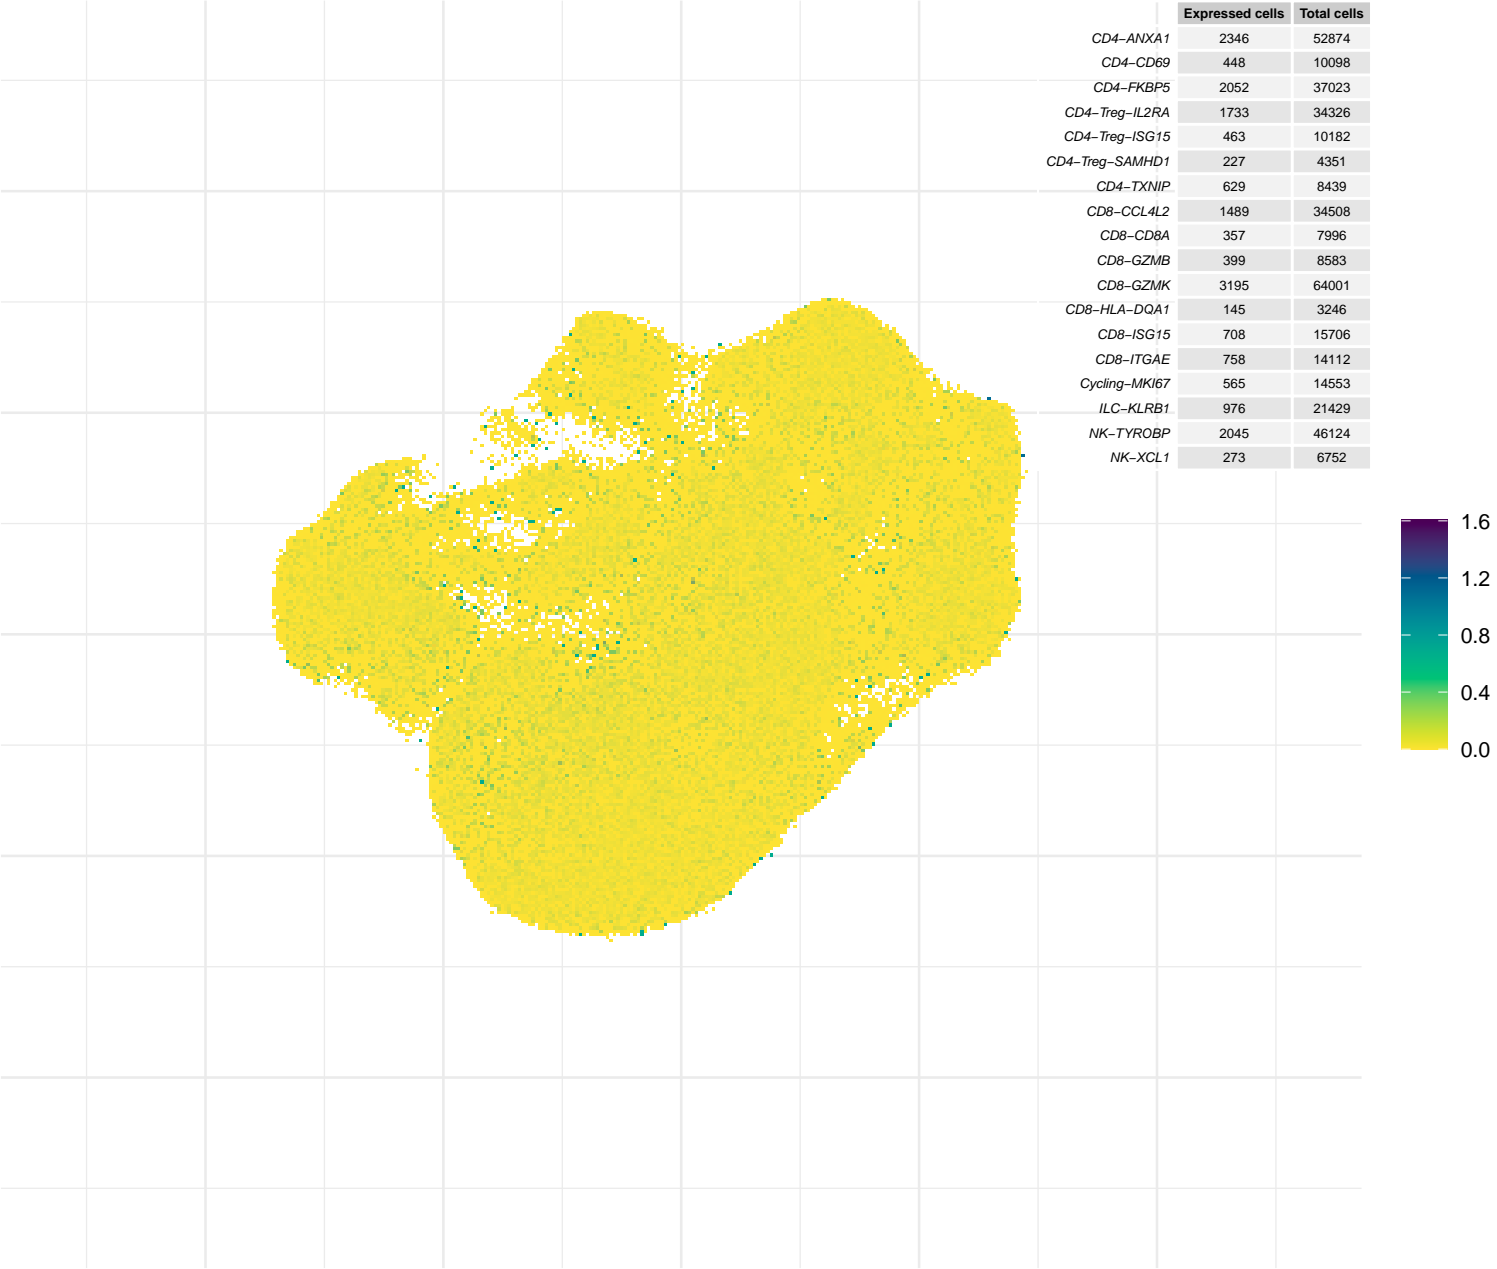 Expressed cells Total cells
CD4−ANXA1 2346 52874
CD4−CD69 448 10098
CD4−FKBP5 2052 37023
CD4−Treg−IL2RA 1733 34326
CD4−Treg−ISG15 463 10182
CD4−Treg−SAMHD1 227 4351
CD4−TXNIP 629 8439
CD8−CCL4L2 1489 34508
CD8−CD8A 357 7996
CD8−GZMB 399 8583
CD8−GZMK 3195 64001
CD8−HLA−DQA1 145 3246
CD8−ISG15 708 15706
CD8−ITGAE 758 14112
Cycling−MKI67 565 14553
ILC−KLRB1 976 21429
NK−TYROBP 2045 46124
NK−XCL1 273 6752
1.6
1.2
0.8
0.4
0.0